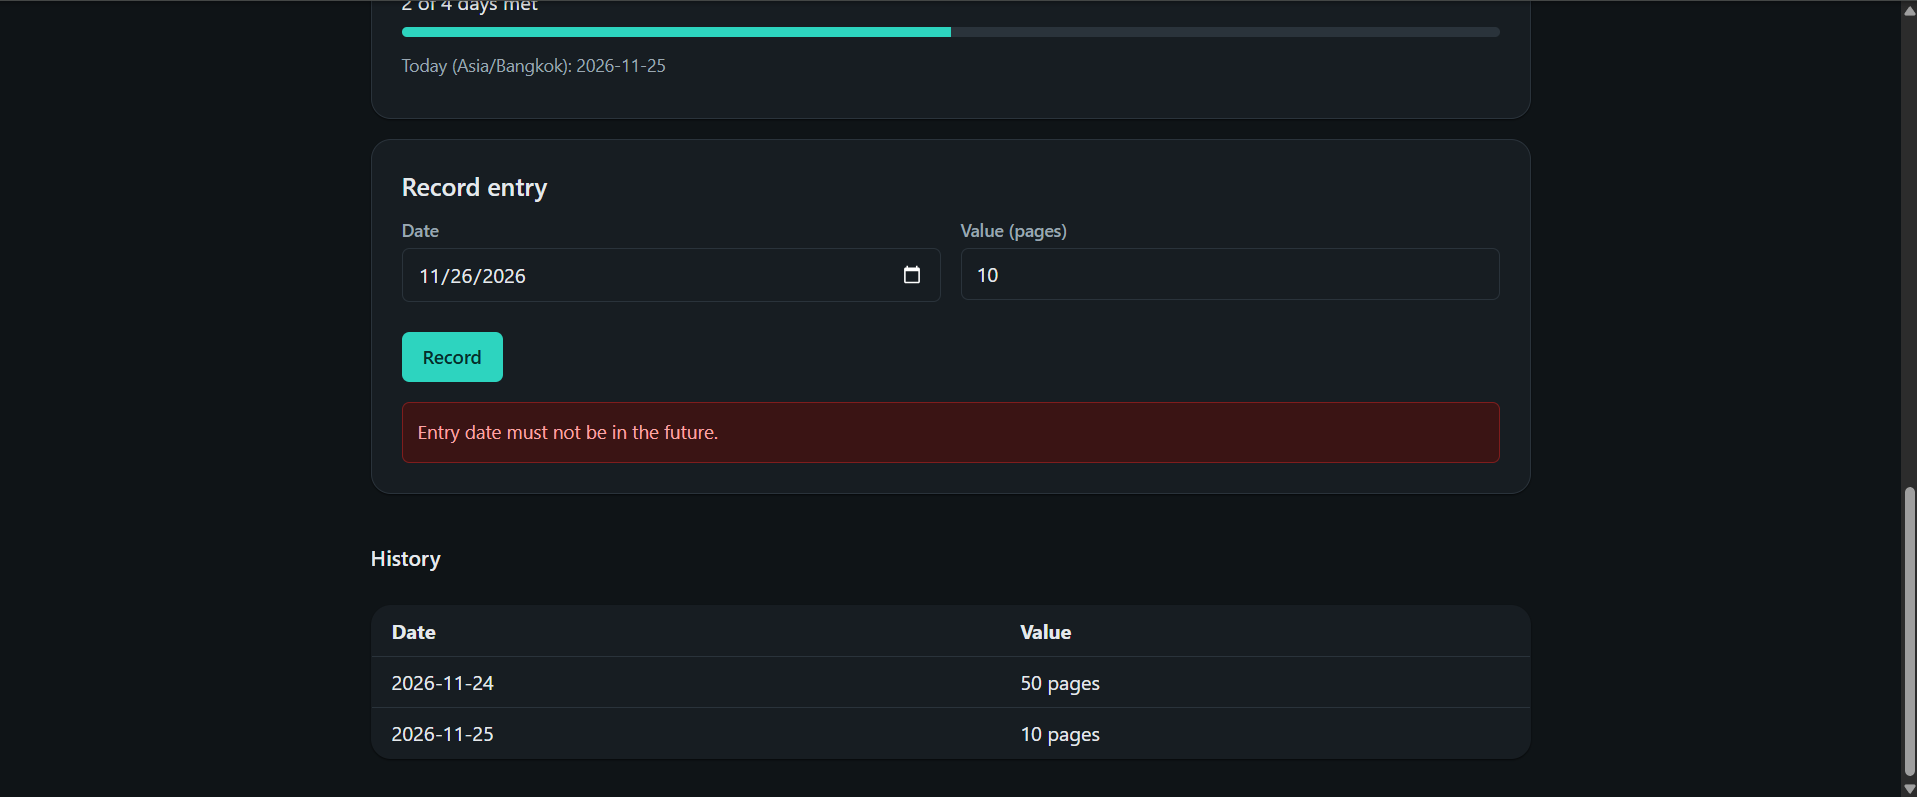 2 of 4 days met
Today (Asia/Bangkok): 2026-11-25
Record entry
Date
Value (pages)
11/26/2026
10
Record
Entry date must not be in the future.
History
Date Value
2026-11-24 50 pages
2026-11-25 10 pages